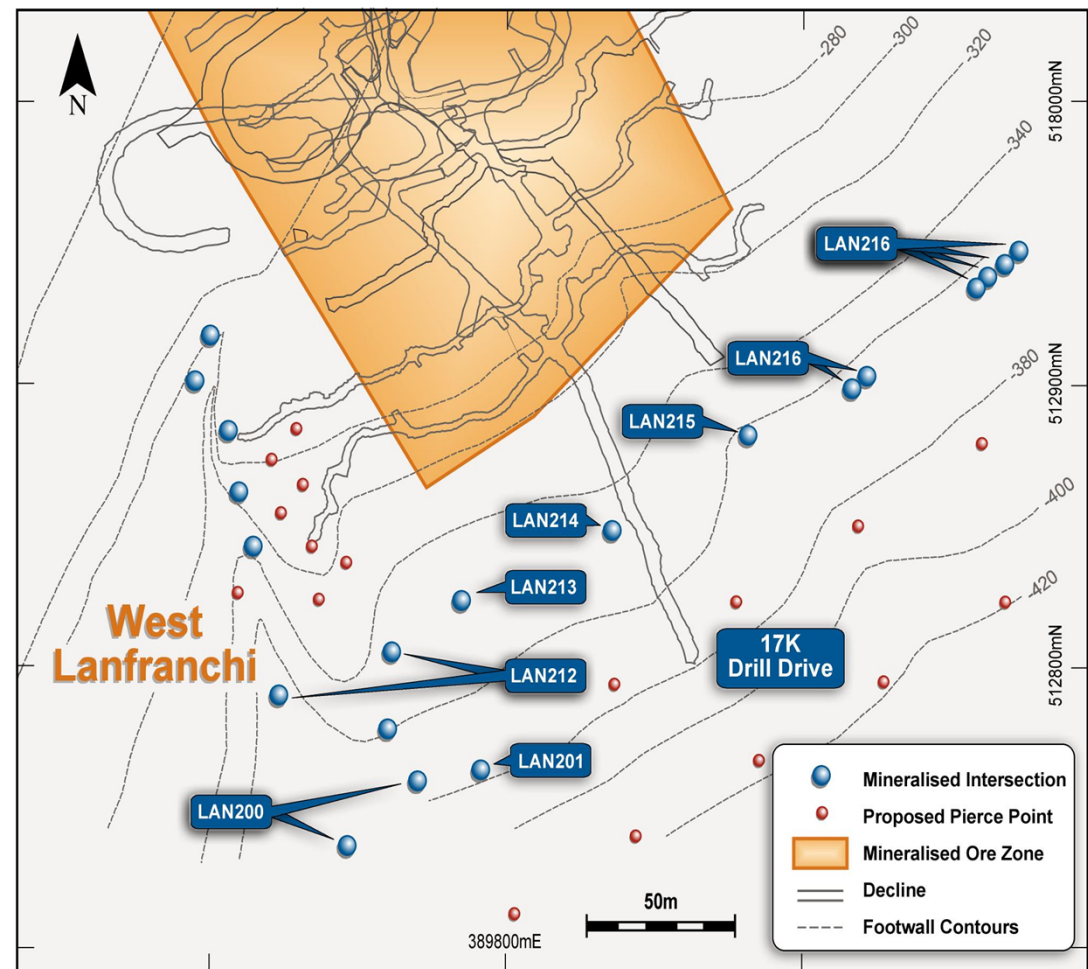 N
-280
-300
-320
-340
-380
-400
-420
518000mN
512900mN
512800mN
LAN216
LAN216
LAN215
LAN214
LAN213
LAN212
LAN201
LAN200
West
Lanfranchi
17K
Drill Drive
Mineralised Intersection
Proposed Pierce Point
Mineralised Ore Zone
Decline
Footwall Contours
50m
389800mE